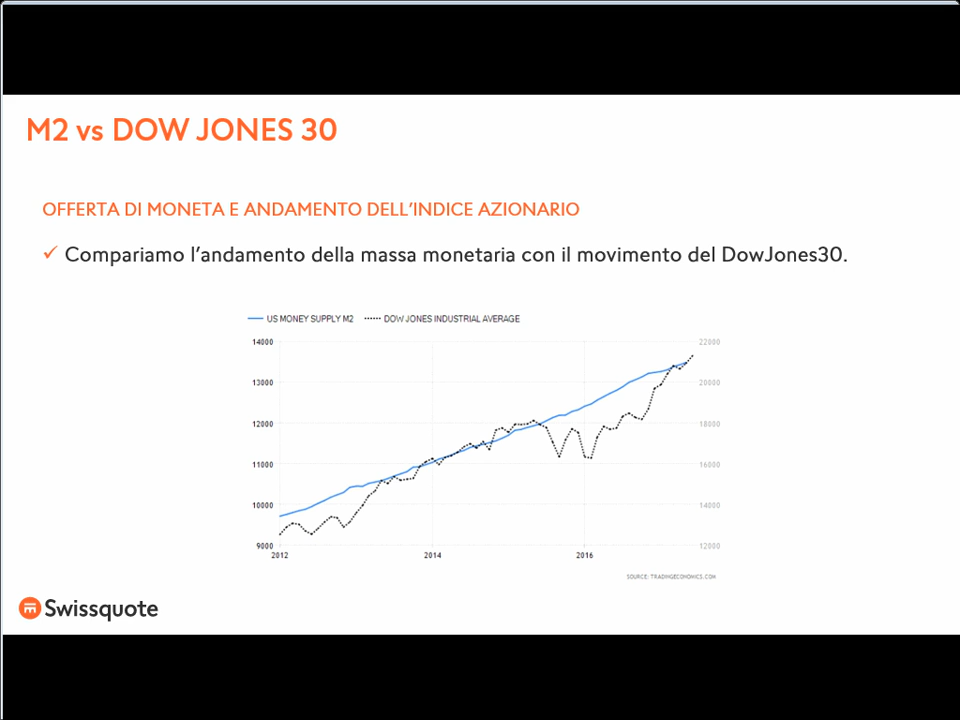 M2 vs DOW JONES 30
OFFERTA DI MONETA E ANDAMENTO DELL'INDICE AZIONARIO
✓ Compariamo l'andamento della massa monetaria con il movimento del DowJones30.
US MONEY SUPPLY M2 DOW JONES INDUSTRIAL AVERAGE
14000 22000
13000 20000
12000 18000
11000 16000
10000 14000
9000 12000
2012 2014 2016
SOURCE: TRADINGECONOMICS.COM
Swissquote